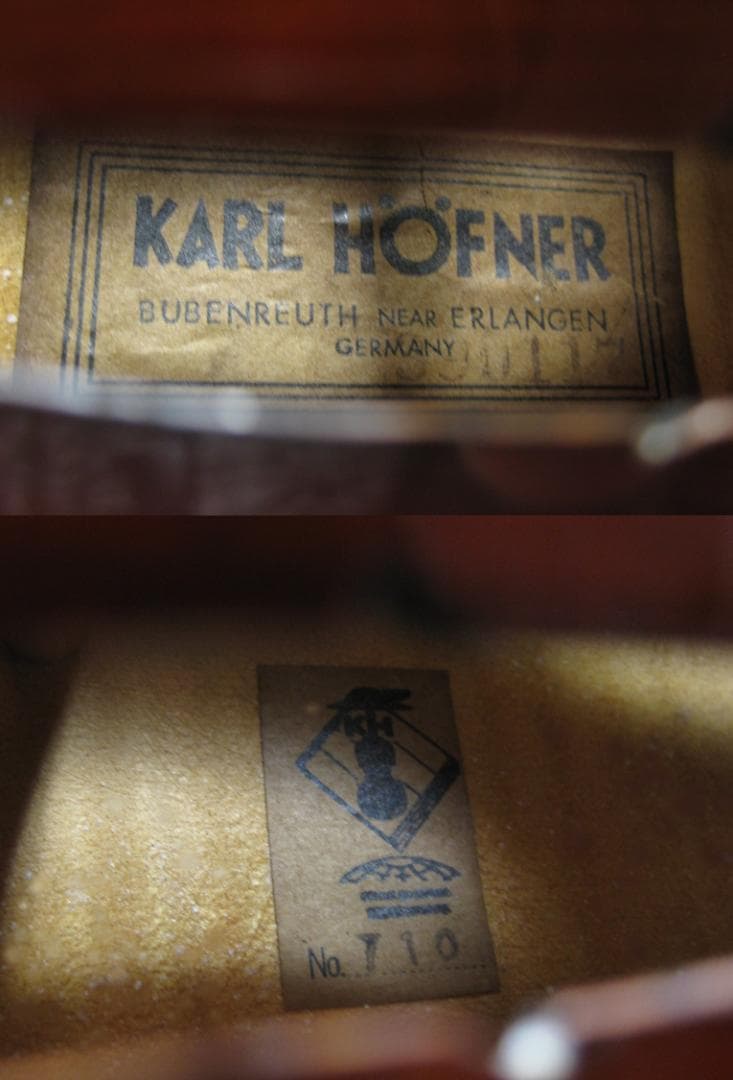 KARL HÖFNER
BUBENREUTH NEAR ERLANGEN
GERMANY
KH
No. 710